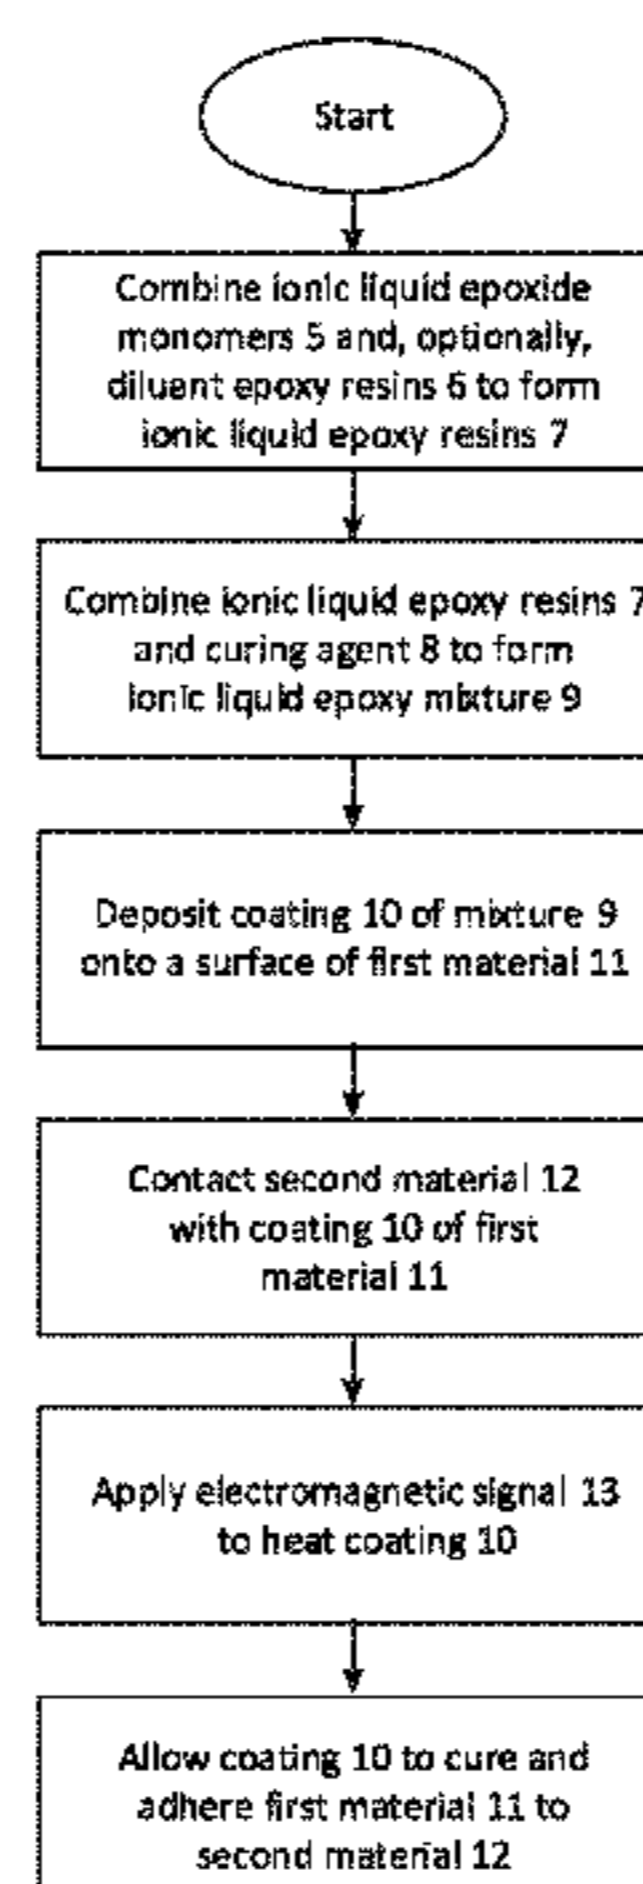 Start
Combine ionic liquid epoxide
monomers 5 and, optionally,
diluent epoxy resins 6 to form
ionic liquid epoxy resins 7
Combine ionic liquid epoxy resins 7
and curing agent 8 to form
ionic liquid epoxy mixture 9
Deposit coating 10 of mixture 9
onto a surface of first material 11
Contact second material 12
with coating 10 of first
material 11
Apply electromagnetic signal 13
to heat coating 10
Allow coating 10 to cure and
adhere first material 11 to
second material 12